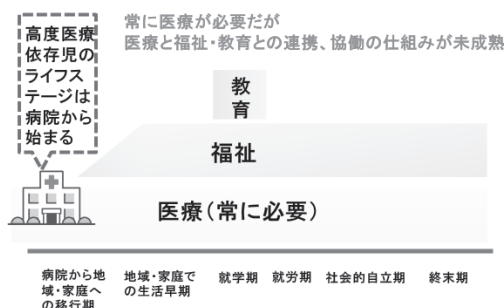 高度医療
依存児の
ライフス
テージは
病院から
始まる
常に医療が必要だが
医療と福祉・教育との連携、協働の仕組みが未成熟
教
育
福祉
医療（常に必要）
病院から地
域・家庭へ
の移行期
地域・家庭で
の生活早期
就学期
就労期
社会的自立期
終末期